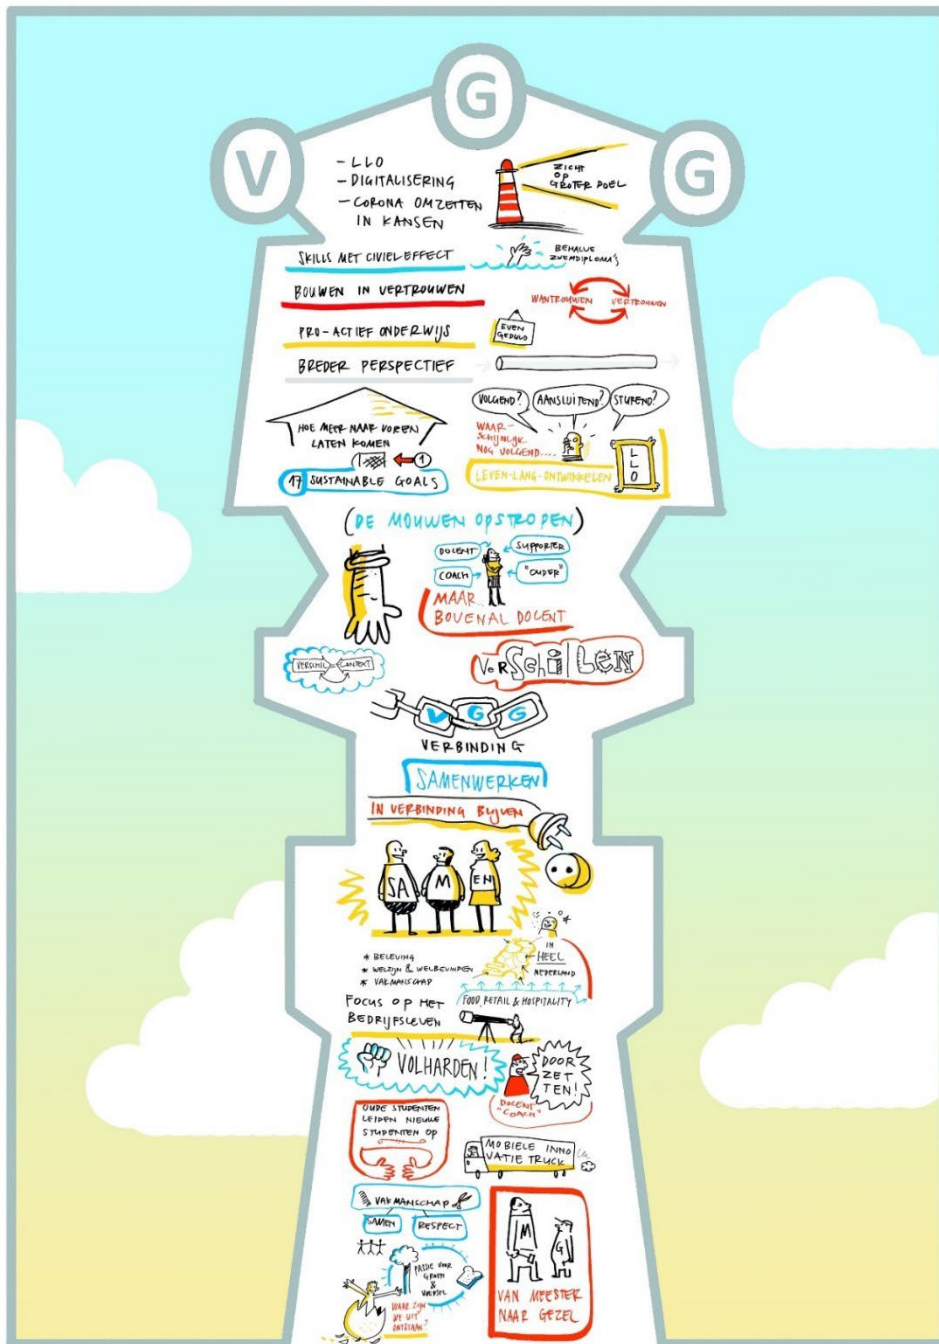 V
G
G
- LLO
- DIGITALISERING
- CORONA OMZETTEN
IN KANSEN
ZICHT
OP
GROTER DOEL
SKILLS MET CIVIEL EFFECT
BEHALVE
ZWEMDIPLOMA'S
BOUWEN IN VERTROUWEN
WANTROUWEN
VERTROUWEN
PRO-ACTIEF ONDERWIJS
EVEN
GEDULD
BREDER PERSPECTIEF
HOE MEER NAAR VOREN
LATEN KOMEN
1
17 SUSTAINABLE GOALS
VOLGEND?
AANSLUITEND?
STUREND?
WAAR-
SCHIJNLIJK
NOG VOLGEND....
LEVEN-LANG-ONTWIKKELEN
L
L
O
(DE MOUWEN OPSTROPEN)
DOCENT
SUPPORTER
COACH
"OUDER"
MAAR..
BOVENAL DOCENT
CONTEXT
VERSCHILLEN
V G G
VERBINDING
SAMENWERKEN
IN VERBINDING BLIJVEN
SA M EN
* BELEVING
* WELZIJN & WELBEVINDEN
* VAKMANSCHAP
IN
HEEL
NEDERLAND
FOOD, RETAIL & HOSPITALITY
FOCUS OP HET
BEDRIJFSLEVEN
VOLHARDEN!
DOOR
ZET
TEN!
DOCENT
"COACH"
OUDE STUDENTEN
LEIDEN NIEUWE
STUDENTEN OP
MOBIELE INNO
VATIE TRUCK
VAKMANSCHAP
SAMEN
RESPECT
PASSIE VOOR
GROEN
&
VOEDSEL
WAAR ZIJN
WE UIT
ONTSTAAN?
M
G
VAN MEESTER
NAAR GEZEL